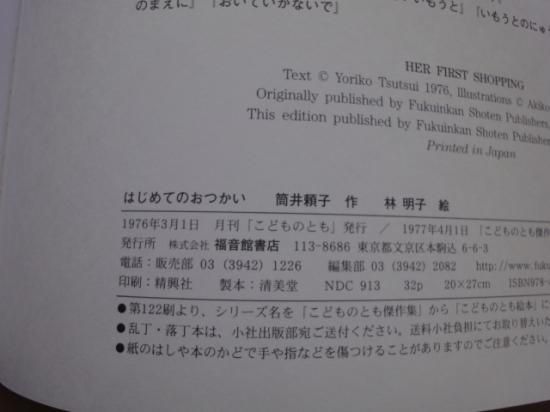 のまえに』『おいていかないで』
いもうと』『いもうとのにゅう
HER FIRST SHOPPING
Text © Yoriko Tsutsui 1976, Illustrations © Akiko
Originally published by Fukuinkan Shoten Publishers,
This edition published by Fukuinkan Shoten Publishers
Printed in Japan
はじめてのおつかい 筒井頼子 作 林 明子 絵
1976年3月1日 月刊「こどものとも」発行 / 1977年4月1日「こどものとも傑作
発行所 株式会社 福音館書店 113-8686 東京都文京区本駒込 6-6-3
電話:販売部 03 (3942) 1226 編集部 03 (3942) 2082 http://www.fuku
印刷:精興社 製本:清美堂 NDC 913 32p 20×27cm ISBN978-
●第122刷より、シリーズ名を「こどものとも傑作集」から「こどものとも絵本」に
●乱丁・落丁本は、小社出版部宛ご送付ください。送料小社負担にてお取り替えいた
●紙のはしや本のかどで手や指などを傷つけることがありますのでご注意ください。